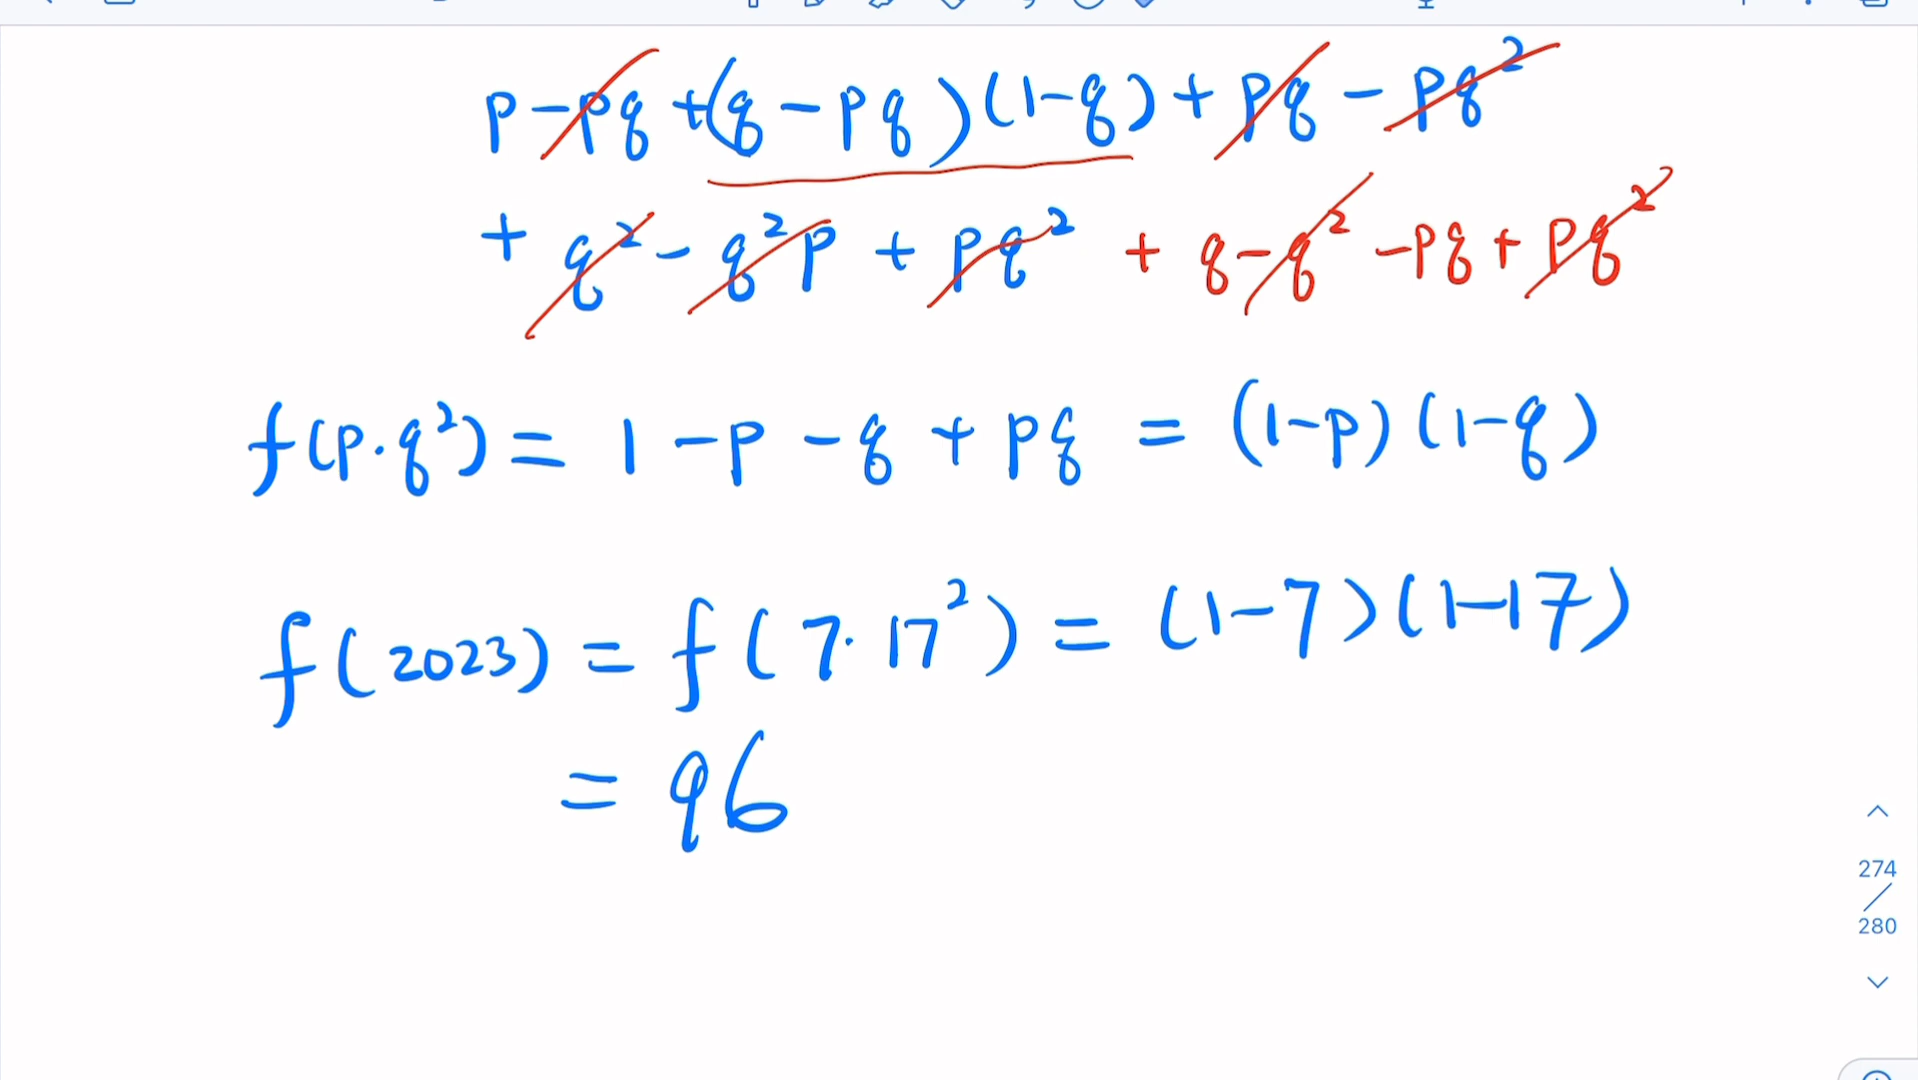 p-pq+(q-pq)(1-q)+pq-pq²
+q²-q²p+pq²+q-q²-pq+pq²
f(p·q²)=1-p-q+pq=(1-p)(1-q)
f(2023)=f(7·17²)=(1-7)(1-17)
=96
274
/
280